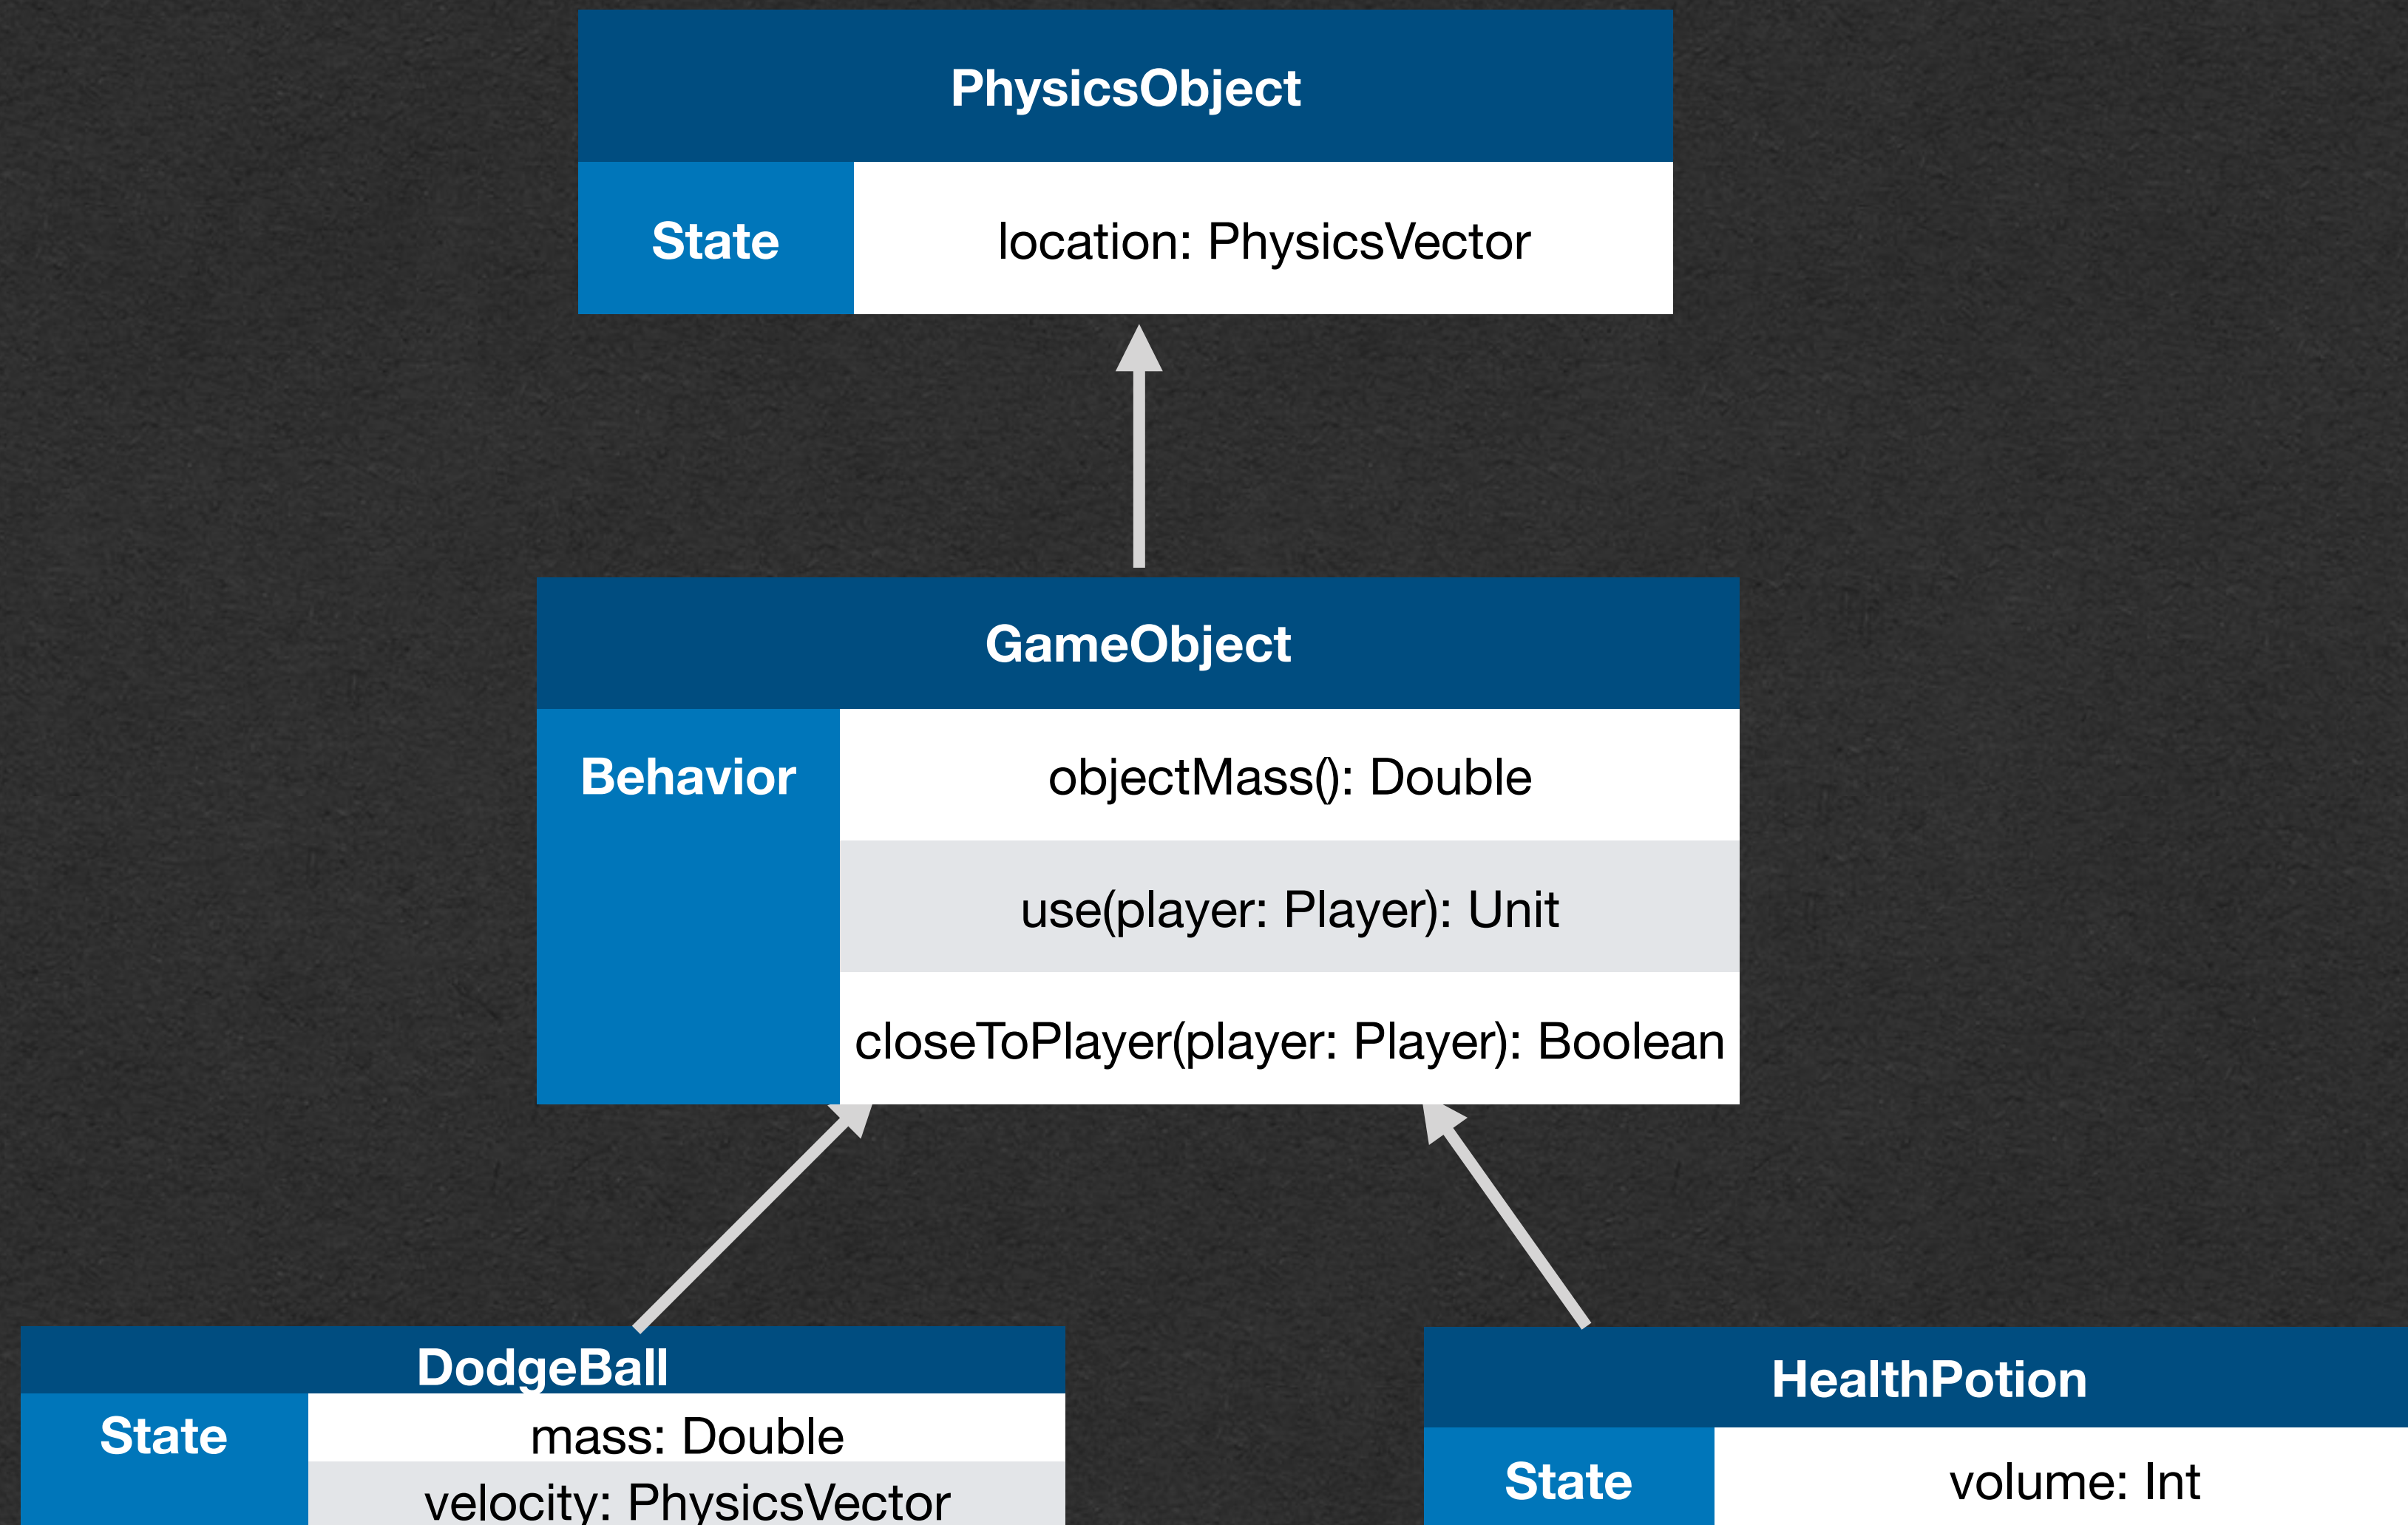 PhysicsObject
State
location: PhysicsVector
GameObject
Behavior
objectMass(): Double
use(player: Player): Unit
closeToPlayer(player: Player): Boolean
DodgeBall
State
mass: Double
velocity: PhysicsVector
HealthPotion
State
volume: Int